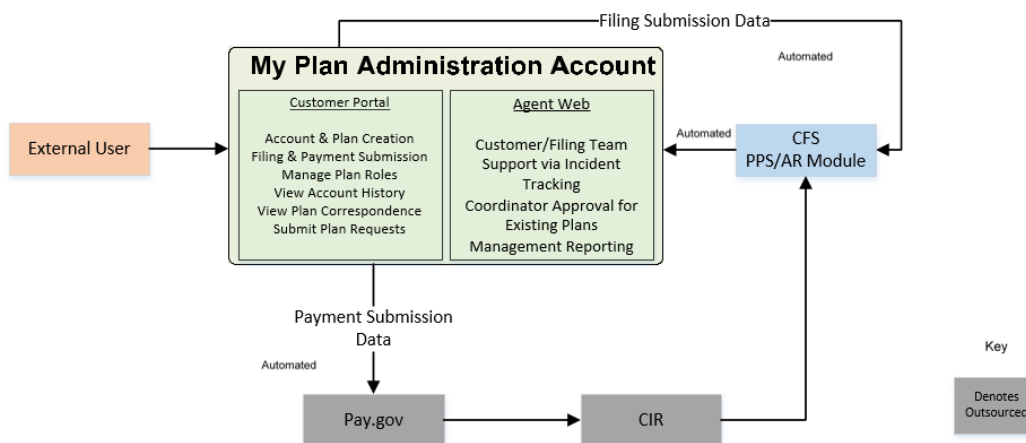 Filing Submission Data
Automated
My Plan Administration Account
Customer Portal
Account & Plan Creation
Filing & Payment Submission
Manage Plan Roles
View Account History
View Plan Correspondence
Submit Plan Requests
Agent Web
Customer/Filing Team
Support via Incident
Tracking
Coordinator Approval for
Existing Plans
Management Reporting
External User
Automated
CFS
PPS/AR Module
Payment Submission
Data
Automated
Pay.gov
CIR
Key
Denotes
Outsourced